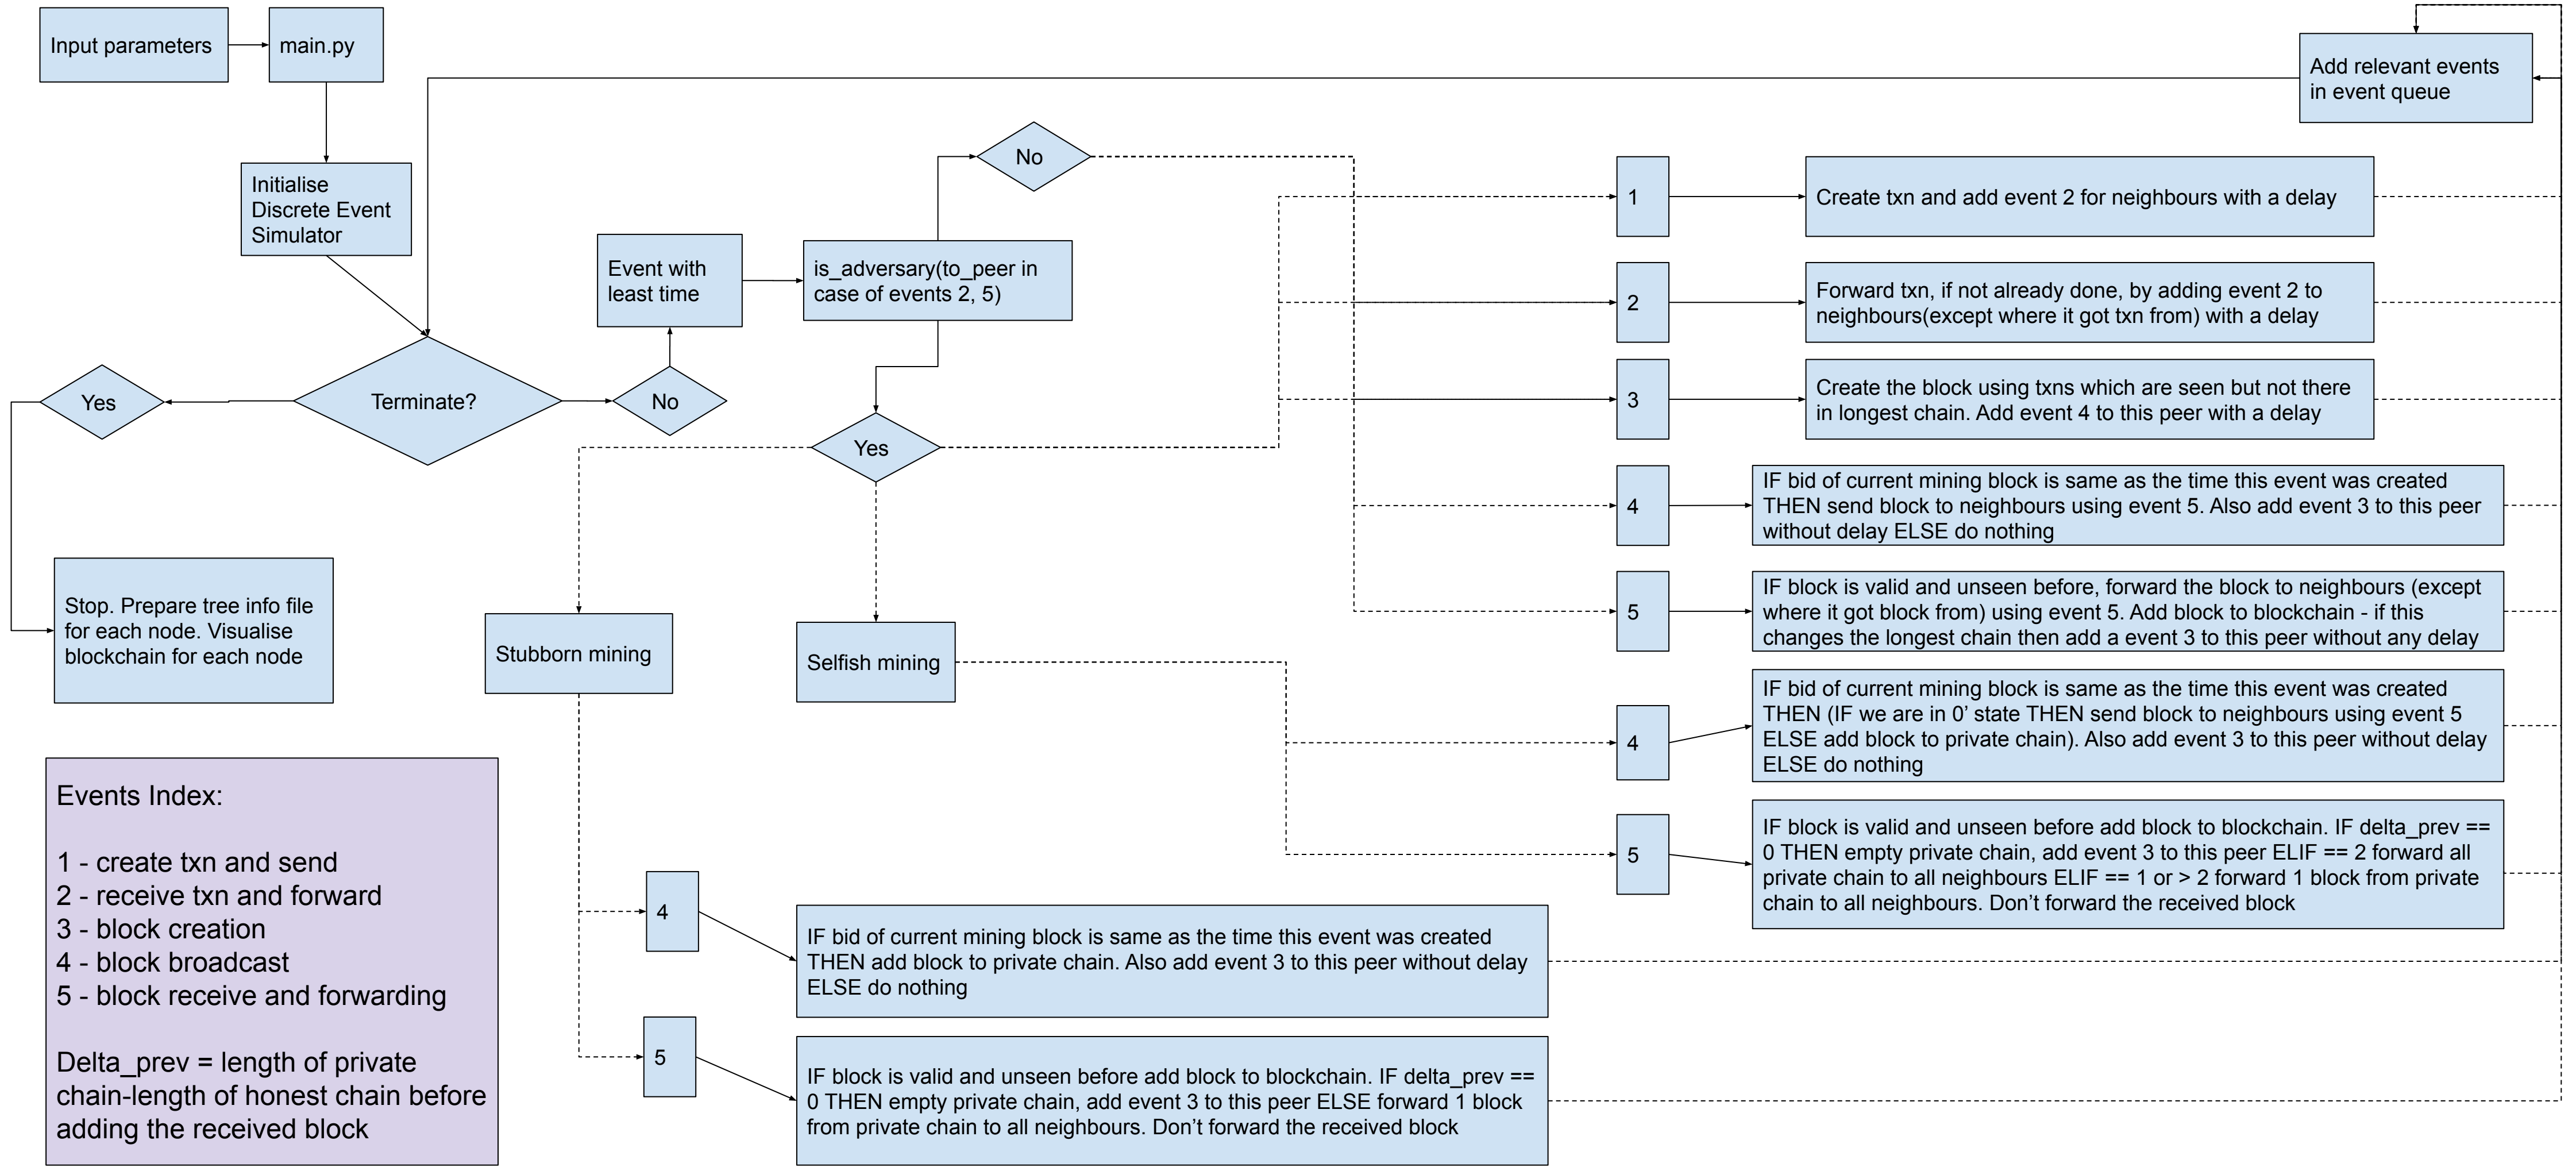 Input parameters
main.py
Add relevant events
in event queue
No
1
Create txn and add event 2 for neighbours with a delay
Initialise
Discrete Event
Simulator
Event with
least time
is_adversary(to_peer in
case of events 2, 5)
2
Forward txn, if not already done, by adding event 2 to
neighbours(except where it got txn from) with a delay
Yes
Terminate?
No
3
Create the block using txns which are seen but not there
in longest chain. Add event 4 to this peer with a delay
Yes
4
IF bid of current mining block is same as the time this event was created
THEN send block to neighbours using event 5. Also add event 3 to this peer
without delay ELSE do nothing
Stop. Prepare tree info file
for each node. Visualise
blockchain for each node
5
IF block is valid and unseen before, forward the block to neighbours (except
where it got block from) using event 5. Add block to blockchain - if this
changes the longest chain then add a event 3 to this peer without any delay
Stubborn mining
Selfish mining
4
IF bid of current mining block is same as the time this event was created
THEN (IF we are in 0’ state THEN send block to neighbours using event 5
ELSE add block to private chain). Also add event 3 to this peer without delay
ELSE do nothing
5
IF block is valid and unseen before add block to blockchain. IF delta_prev ==
0 THEN empty private chain, add event 3 to this peer ELIF == 2 forward all
private chain to all neighbours ELIF == 1 or > 2 forward 1 block from private
chain to all neighbours. Don’t forward the received block
4
IF bid of current mining block is same as the time this event was created
THEN add block to private chain. Also add event 3 to this peer without delay
ELSE do nothing
5
IF block is valid and unseen before add block to blockchain. IF delta_prev ==
0 THEN empty private chain, add event 3 to this peer ELSE forward 1 block
from private chain to all neighbours. Don’t forward the received block
Events Index:
1 - create txn and send
2 - receive txn and forward
3 - block creation
4 - block broadcast
5 - block receive and forwarding
Delta_prev = length of private
chain-length of honest chain before
adding the received block